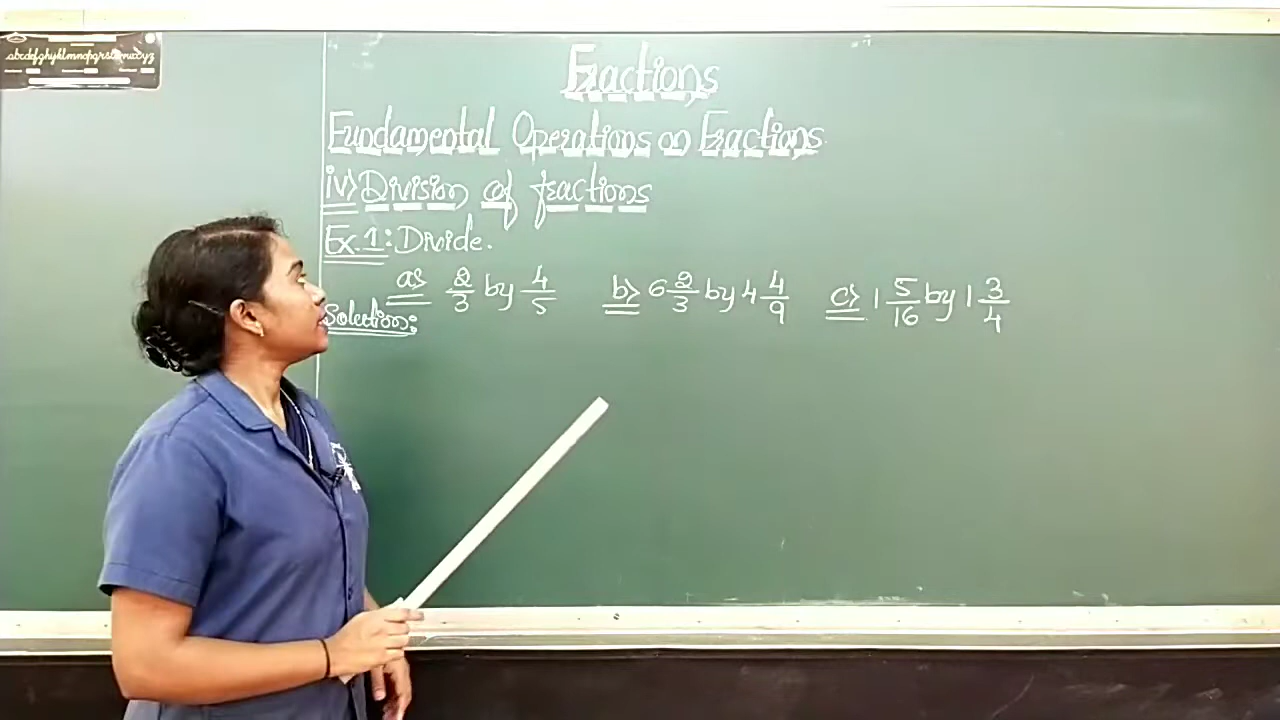 abcdefghijklmnopqrstuvwxyz
Fractions
Fundamental Operations on Fractions
iv> Division of fractions
Ex.1: Divide.
a> 2/3 by 4/5 b> 6 2/3 by 4 4/9 c> 1 5/16 by 1 3/4
Solution: